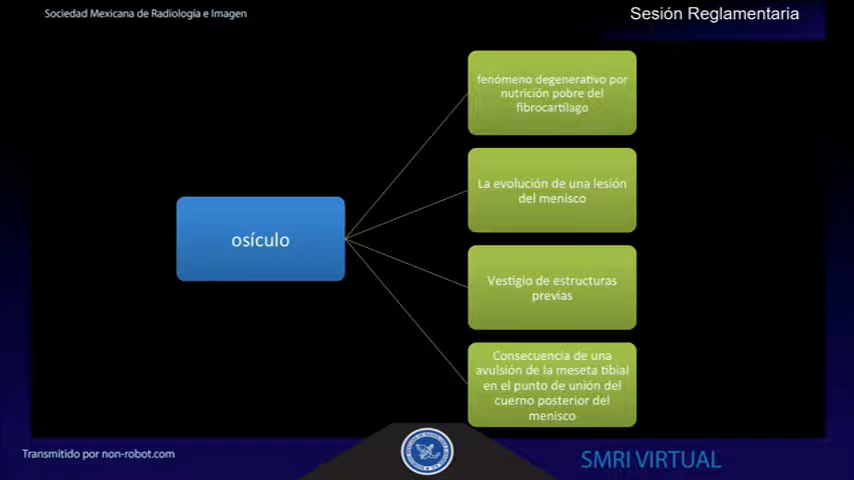 Sociedad Mexicana de Radiología e Imagen
Sesión Reglamentaria
osículo
fenómeno degenerativo por
nutrición pobre del
fibrocartílago
La evolución de una lesión
del menisco
Vestigio de estructuras
previas
Consecuencia de una
avulsión de la meseta tibial
en el punto de unión del
cuerno posterior del
menisco
Transmitido por non-robot.com
SMRI VIRTUAL